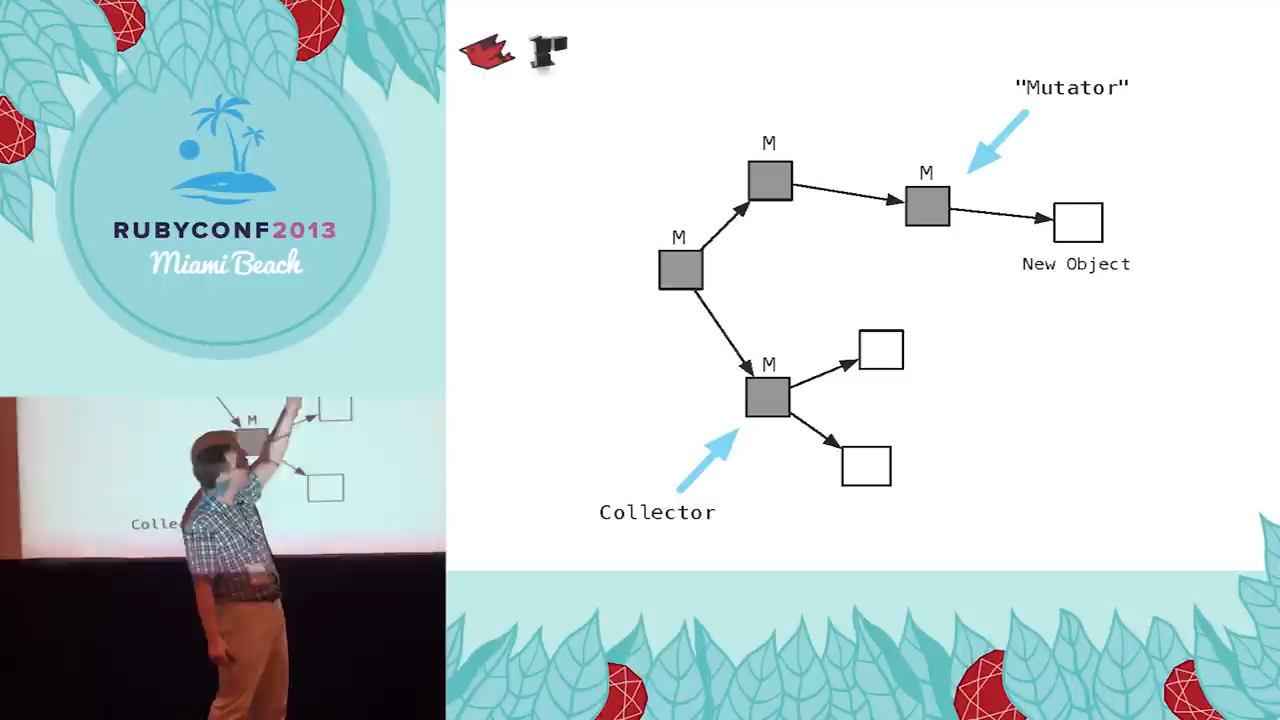 RUBYCONF2013
Miami Beach
"Mutator"
M
M
M
New Object
M
Collector
M
Colle